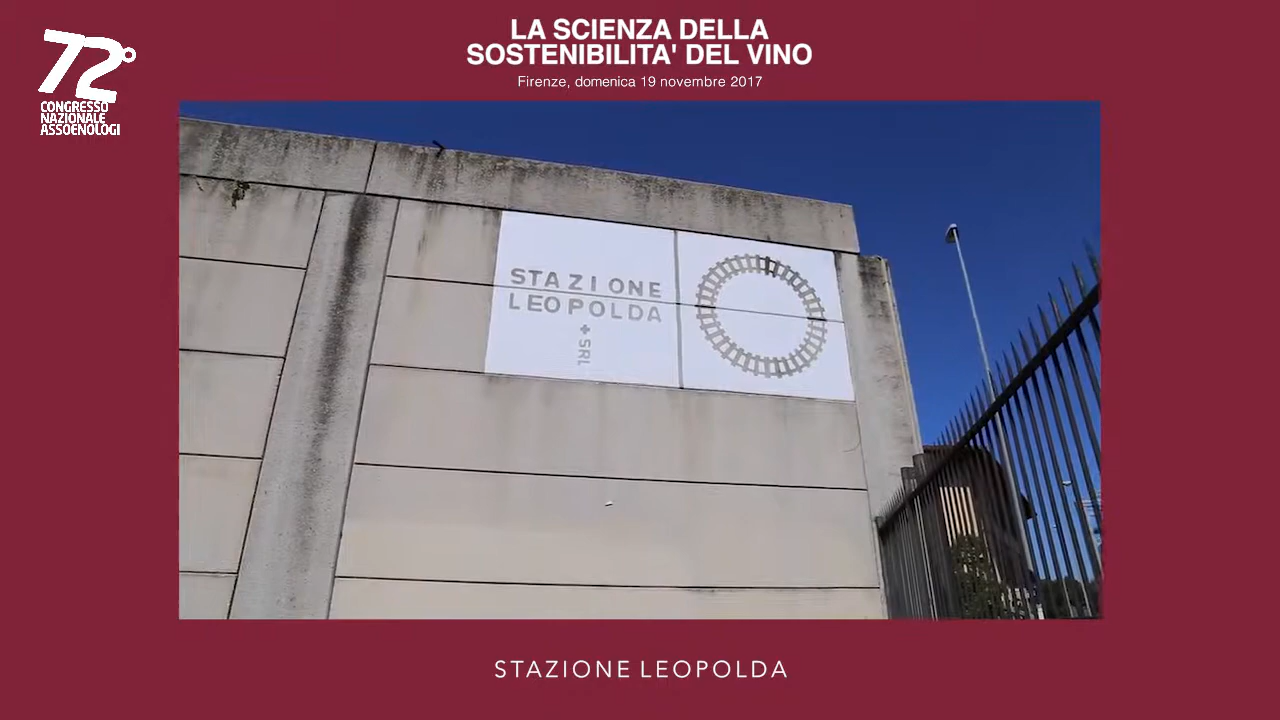 72°
CONGRESSO
NAZIONALE
ASSOENOLOGI
LA SCIENZA DELLA
SOSTENIBILITA' DEL VINO
Firenze, domenica 19 novembre 2017
STAZIONE
LEOPOLDA
+SRL
STAZIONE LEOPOLDA